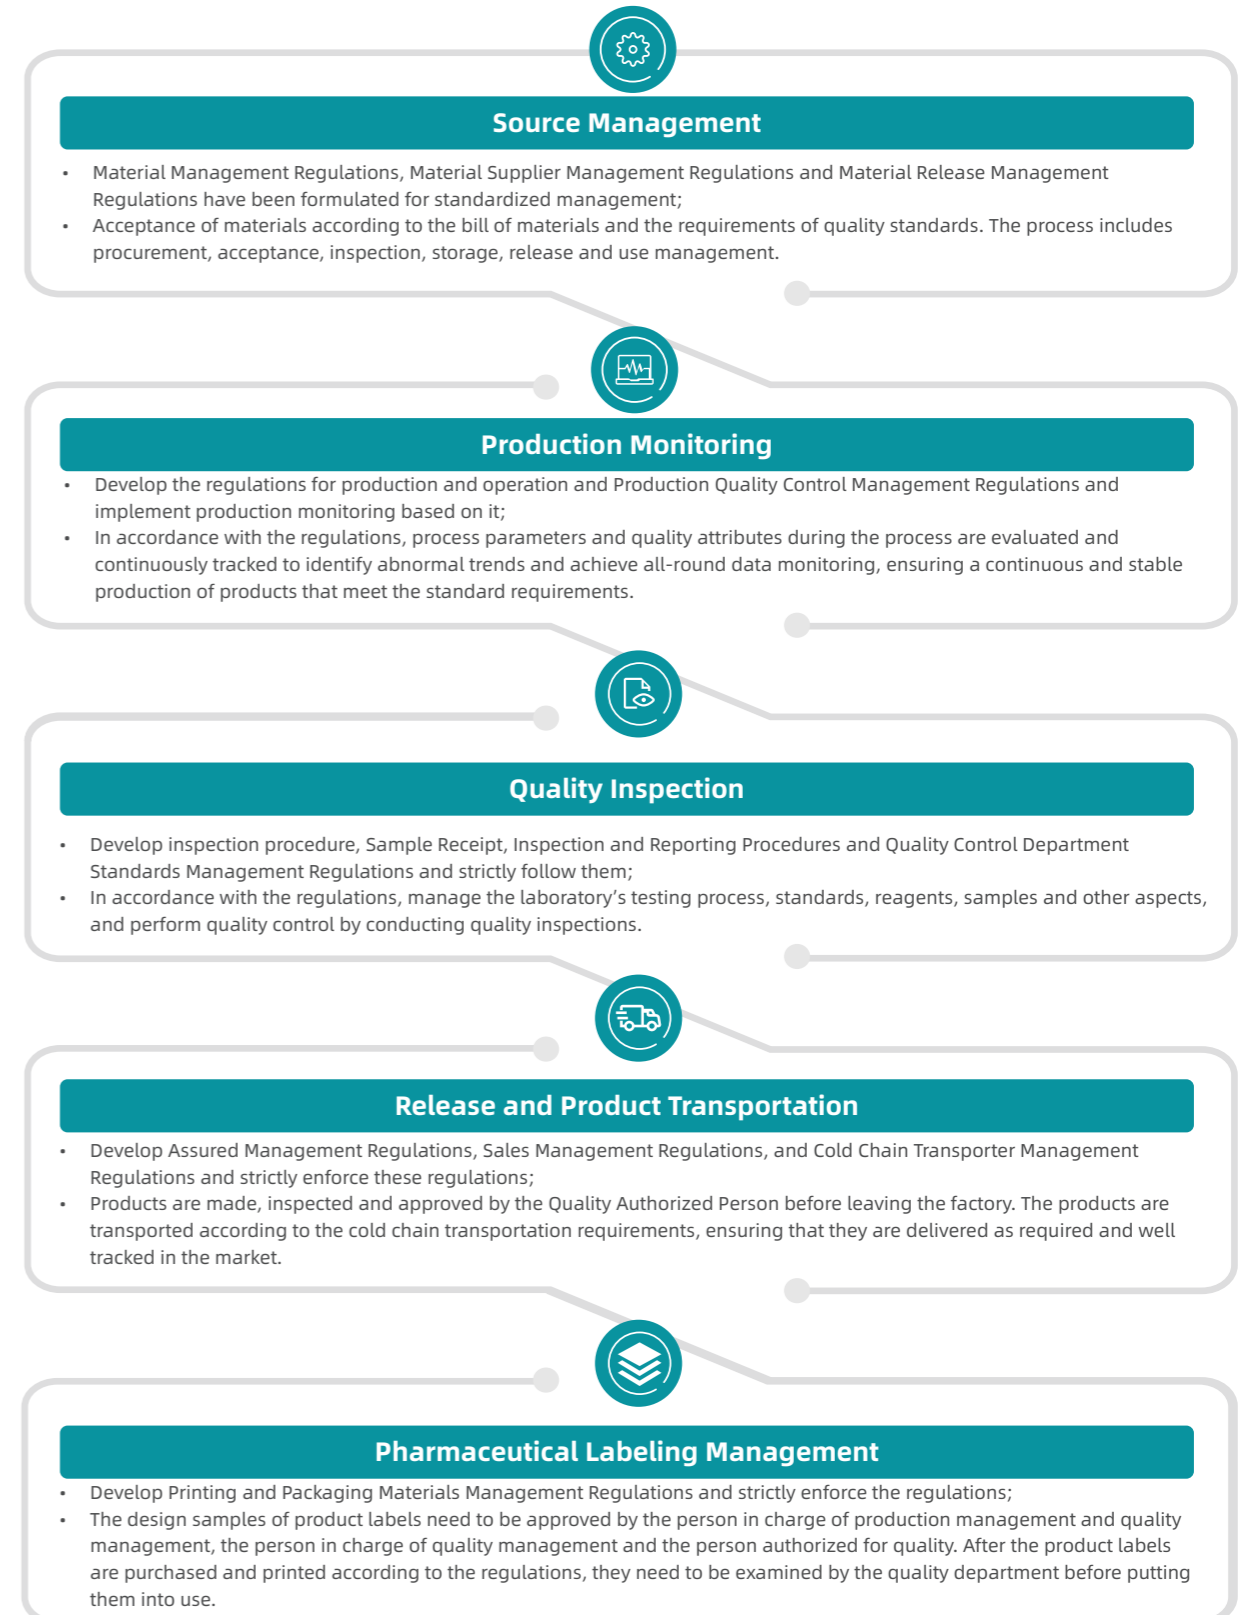 Source Management
• Material Management Regulations, Material Supplier Management Regulations and Material Release Management
Regulations have been formulated for standardized management;
• Acceptance of materials according to the bill of materials and the requirements of quality standards. The process includes
procurement, acceptance, inspection, storage, release and use management.
Production Monitoring
• Develop the regulations for production and operation and Production Quality Control Management Regulations and
implement production monitoring based on it;
• In accordance with the regulations, process parameters and quality attributes during the process are evaluated and
continuously tracked to identify abnormal trends and achieve all-round data monitoring, ensuring a continuous and stable
production of products that meet the standard requirements.
Quality Inspection
• Develop inspection procedure, Sample Receipt, Inspection and Reporting Procedures and Quality Control Department
Standards Management Regulations and strictly follow them;
• In accordance with the regulations, manage the laboratory's testing process, standards, reagents, samples and other aspects,
and perform quality control by conducting quality inspections.
Release and Product Transportation
• Develop Assured Management Regulations, Sales Management Regulations, and Cold Chain Transporter Management
Regulations and strictly enforce these regulations;
• Products are made, inspected and approved by the Quality Authorized Person before leaving the factory. The products are
transported according to the cold chain transportation requirements, ensuring that they are delivered as required and well
tracked in the market.
Pharmaceutical Labeling Management
• Develop Printing and Packaging Materials Management Regulations and strictly enforce the regulations;
• The design samples of product labels need to be approved by the person in charge of production management and quality
management, the person in charge of quality management and the person authorized for quality. After the product labels
are purchased and printed according to the regulations, they need to be examined by the quality department before putting
them into use.